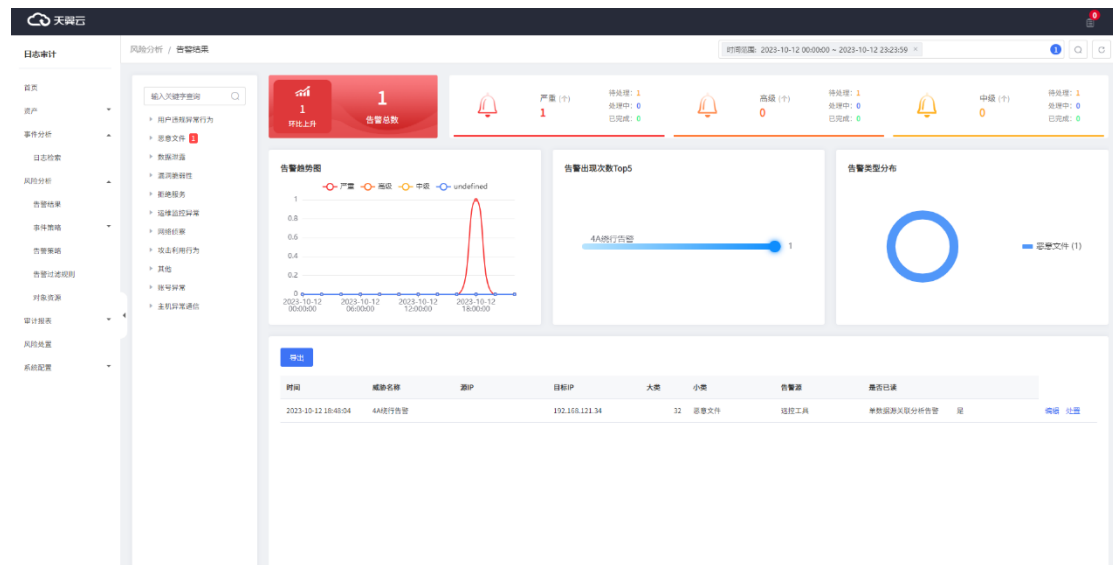 天翼云
0
日志审计
首页
资产
事件分析
日志检索
风险分析
告警结果
事件策略
告警策略
告警过滤规则
对象资源
审计报表
风险处置
系统配置
风险分析 / 告警结果
时间范围: 2023-10-12 00:00:00 ~ 2023-10-12 23:23:59 ×
1
输入关键字查询
用户违规异常行为
恶意文件 1
数据泄露
漏洞脆弱性
拒绝服务
运维监控异常
网络侦察
攻击利用行为
其他
账号异常
主机异常通信
1
环比上升
1
告警总数
严重 (个)
1
待处理: 1
处理中: 0
已完成: 0
高级 (个)
0
待处理: 1
处理中: 0
已完成: 0
中级 (个)
0
待处理: 1
处理中: 0
已完成: 0
告警趋势图
严重 高级 中级 undefined
1
0.8
0.6
0.4
0.2
0
2023-10-12 2023-10-12 2023-10-12 2023-10-12
00:00:00 06:00:00 12:00:00 18:00:00
告警出现次数Top5
4A绕行告警 1
告警类型分布
恶意文件 (1)
导出
时间 威胁名称 源IP 目标IP 大类 小类 告警源 是否已读
2023-10-12 18:48:04 4A绕行告警 192.168.121.34 32 恶意文件 远控工具 单数据源关联分析告警 是 编辑 处置